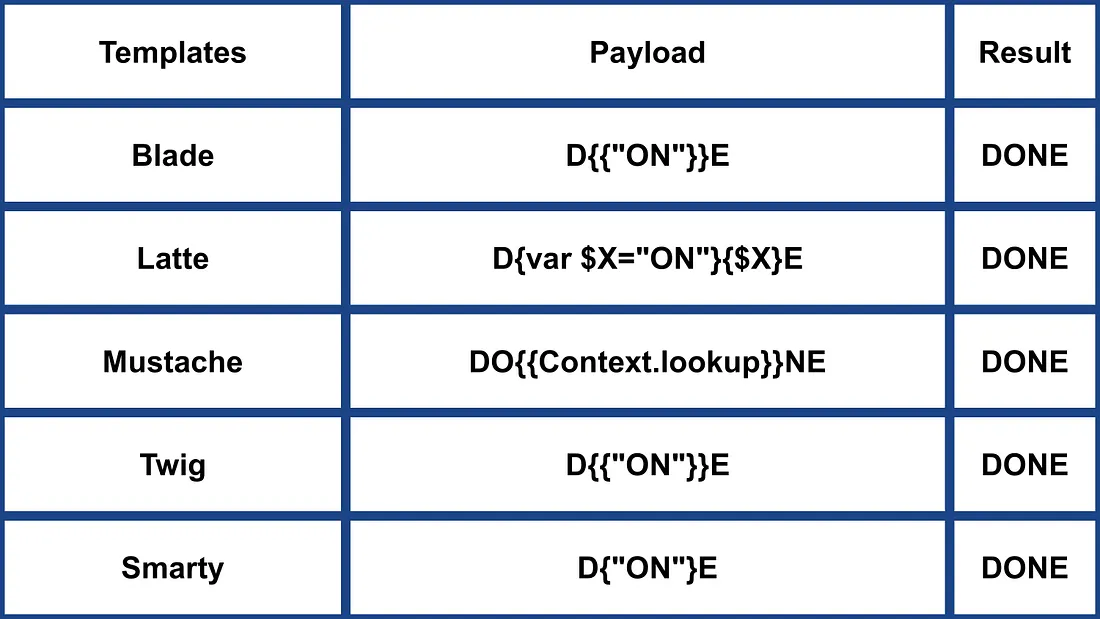 Templates Payload Result
Blade D{{"ON"}}E DONE
Latte D{var $X="ON"}{$X}E DONE
Mustache DO{{Context.lookup}}NE DONE
Twig D{{"ON"}}E DONE
Smarty D{"ON"}E DONE